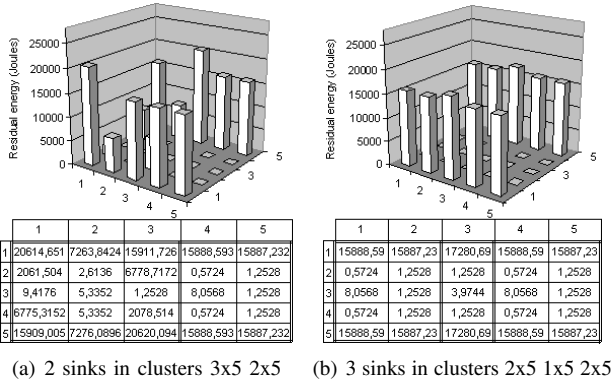 Residual energy (Joules)
25000
20000
15000
10000
5000
0
1
2
3
4
5
1
3
5
Residual energy (Joules)
25000
20000
15000
10000
5000
0
1
2
3
4
5
1
3
5
1 2 3 4 5
1 20614,651 7263,8424 15911,726 15888,593 15887,232
2 2061,504 2,6136 6778,7172 0,5724 1,2528
3 9,4176 5,3352 1,2528 8,0568 1,2528
4 6775,3152 5,3352 2078,514 0,5724 1,2528
5 15909,005 7276,0896 20620,094 15888,593 15887,232
1 2 3 4 5
1 15888,59 15887,23 17280,69 15888,59 15887,23
2 0,5724 1,2528 1,2528 0,5724 1,2528
3 8,0568 1,2528 3,9744 8,0568 1,2528
4 0,5724 1,2528 1,2528 0,5724 1,2528
5 15888,59 15887,23 17280,69 15888,59 15887,23
(a) 2 sinks in clusters 3x5 2x5
(b) 3 sinks in clusters 2x5 1x5 2x5